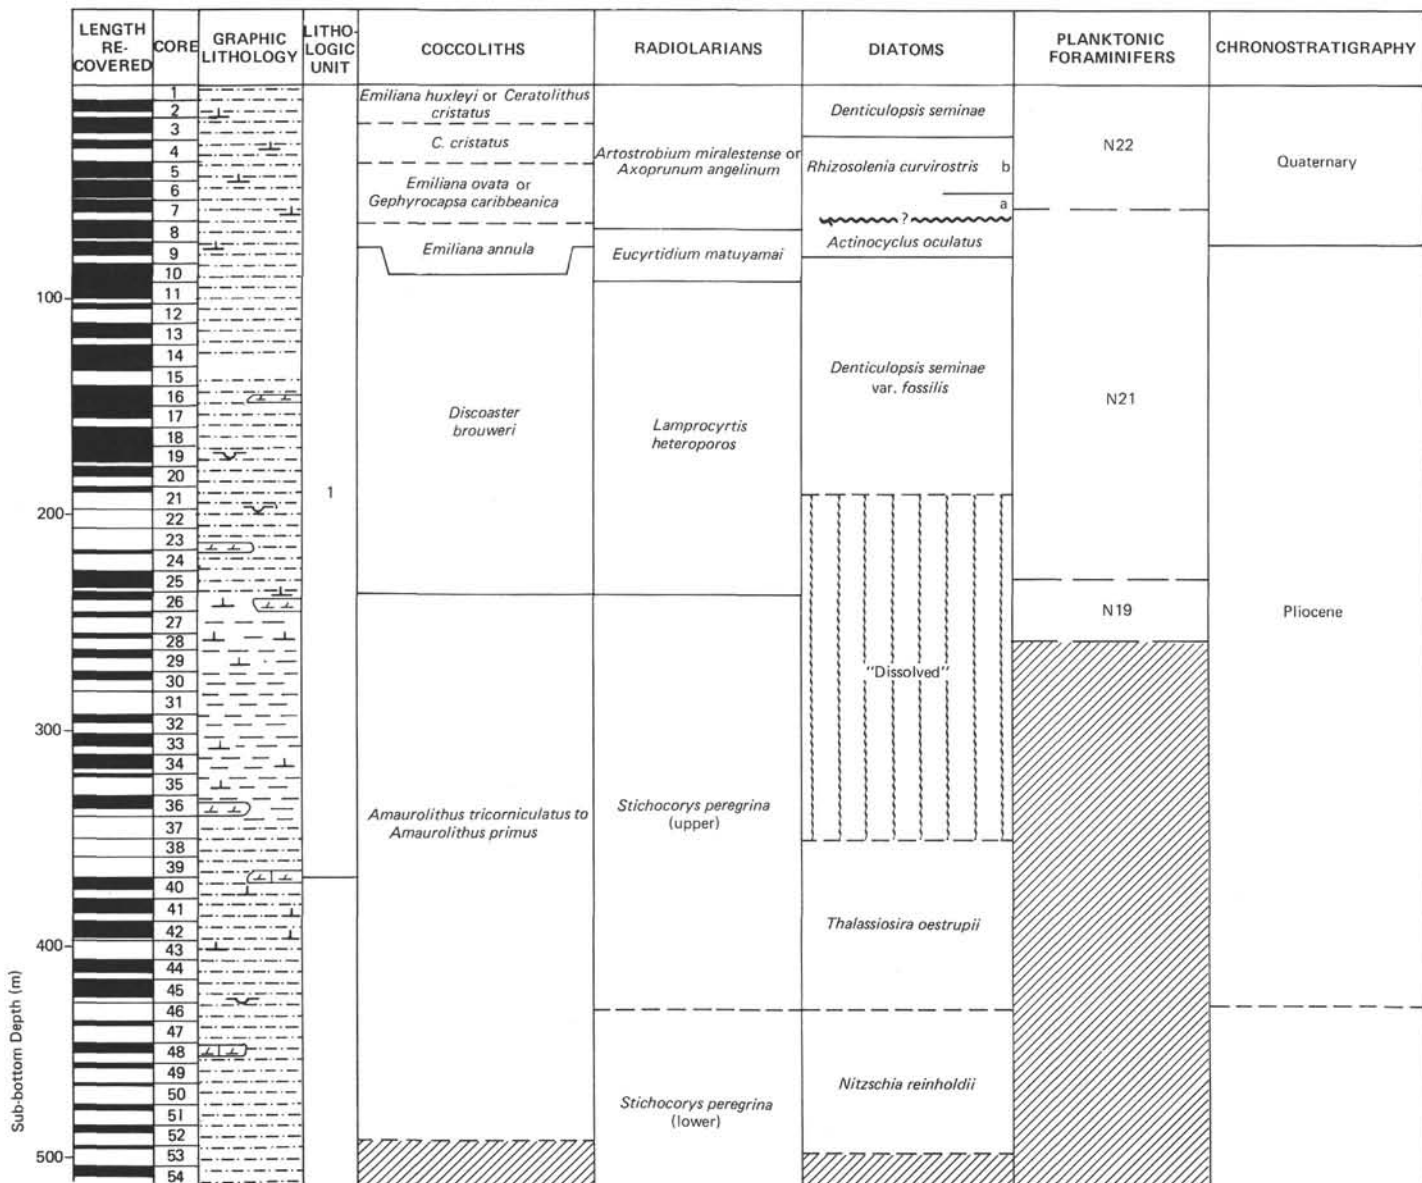 LENGTH
RE-
COVERED
CORE
GRAPHIC
LITHOLOGY
LITHO-
LOGIC
UNIT
COCCOLITHS
RADIOLARIANS
DIATOMS
PLANKTONIC
FORAMINIFERS
CHRONOSTRATIGRAPHY
Sub-bottom Depth (m)
100
200
300
400
500
1
2
3
4
5
6
7
8
9
10
11
12
13
14
15
16
17
18
19
20
21
22
23
24
25
26
27
28
29
30
31
32
33
34
35
36
37
38
39
40
41
42
43
44
45
46
47
48
49
50
51
52
53
54
1
Emiliana huxleyi or Ceratolithus
cristatus
C. cristatus
Emiliana ovata or
Gephyrocapsa caribbeanica
Emiliana annula
Discoaster
brouweri
Amaurolithus tricorniculatus to
Amaurolithus primus
Artostrobium miralestense or
Axoprunum angelinum
Eucyrtidium matuyamai
Lamprocyrtis
heteroporos
Stichocorys peregrina
(upper)
Stichocorys peregrina
(lower)
Denticulopsis seminae
Rhizosolenia curvirostris b
a
?
Actinocyclus oculatus
Denticulopsis seminae
var. fossilis
"Dissolved"
Thalassiosira oestrupii
Nitzschia reinholdii
N22
N21
N19
Quaternary
Pliocene